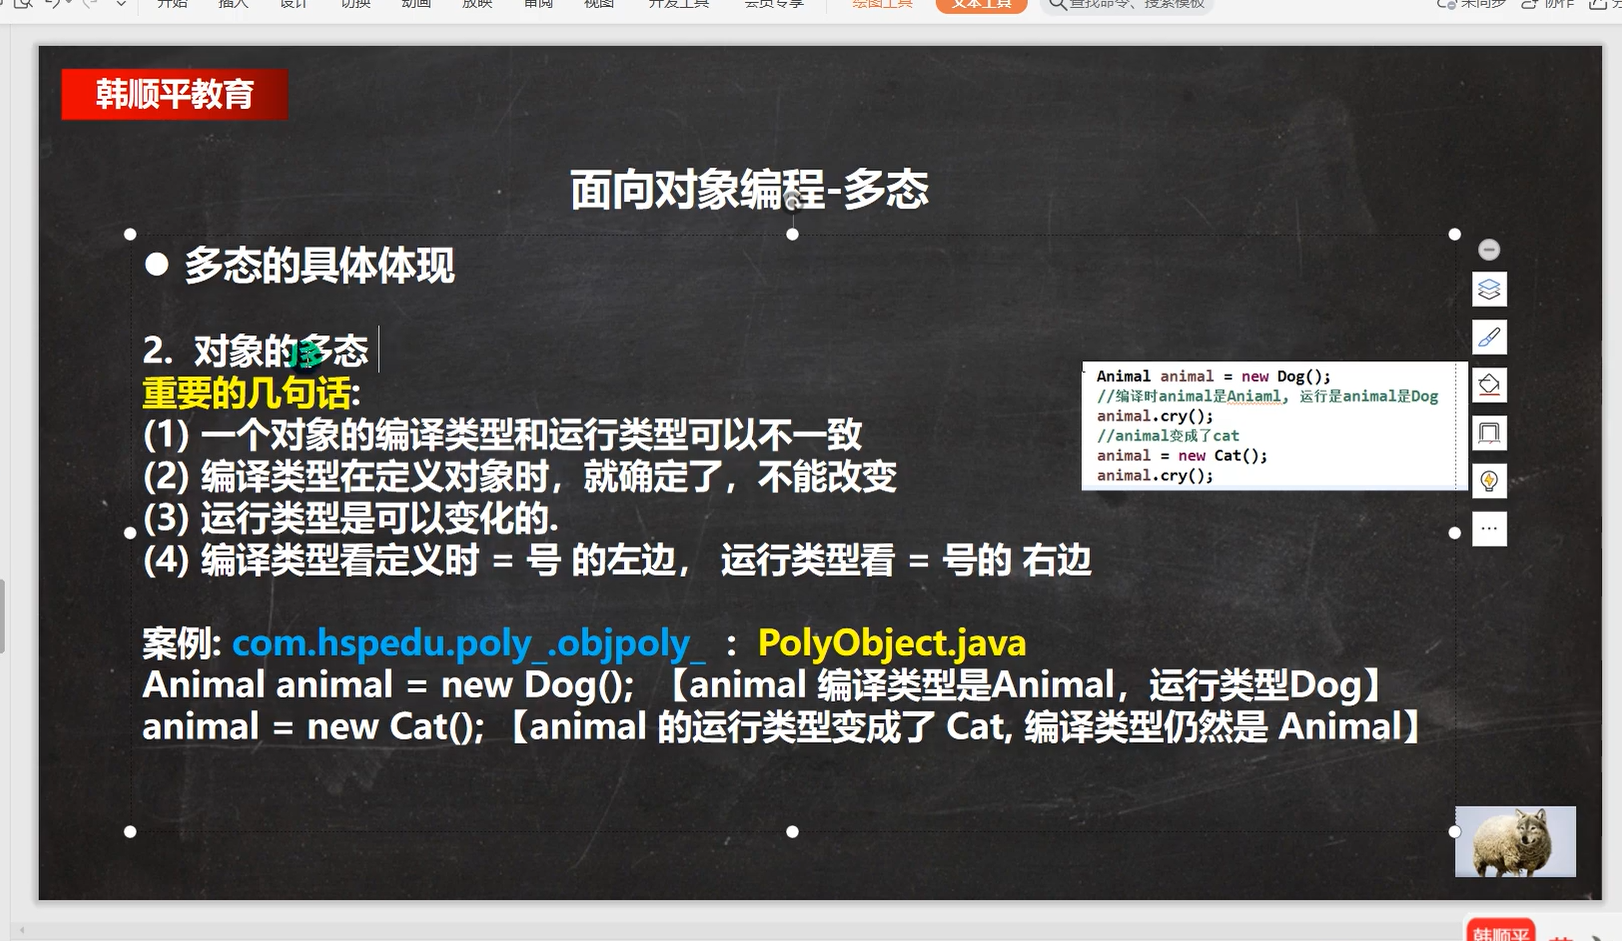 开始 插入 设计 切换 动画 放映 审阅 视图 开发工具 会员专享 绘图工具 文本工具 查找命令、搜索模板 未同步 协作
韩顺平教育
面向对象编程-多态
● 多态的具体体现
2. 对象的多态
重要的几句话:
(1) 一个对象的编译类型和运行类型可以不一致
(2) 编译类型在定义对象时，就确定了，不能改变
(3) 运行类型是可以变化的.
(4) 编译类型看定义时 = 号 的左边， 运行类型看 = 号的 右边
Animal animal = new Dog();
//编译时animal是Aniaml, 运行是animal是Dog
animal.cry();
//animal变成了cat
animal = new Cat();
animal.cry();
案例: com.hspedu.poly_.objpoly_ : PolyObject.java
Animal animal = new Dog(); 【animal 编译类型是Animal，运行类型Dog】
animal = new Cat(); 【animal 的运行类型变成了 Cat, 编译类型仍然是 Animal】
韩顺平